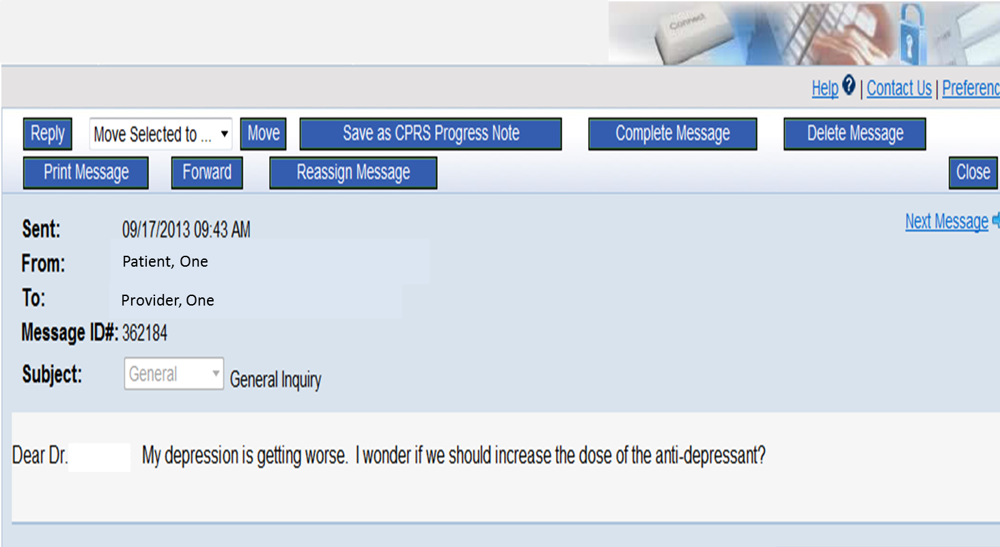 Connect
Help ? | Contact Us | Preferenc
Reply Move Selected to ... Move Save as CPRS Progress Note Complete Message Delete Message
Print Message Forward Reassign Message Close
Sent: 09/17/2013 09:43 AM Next Message
From: Patient, One
To: Provider, One
Message ID#: 362184
Subject: General General Inquiry
Dear Dr. My depression is getting worse. I wonder if we should increase the dose of the anti-depressant?